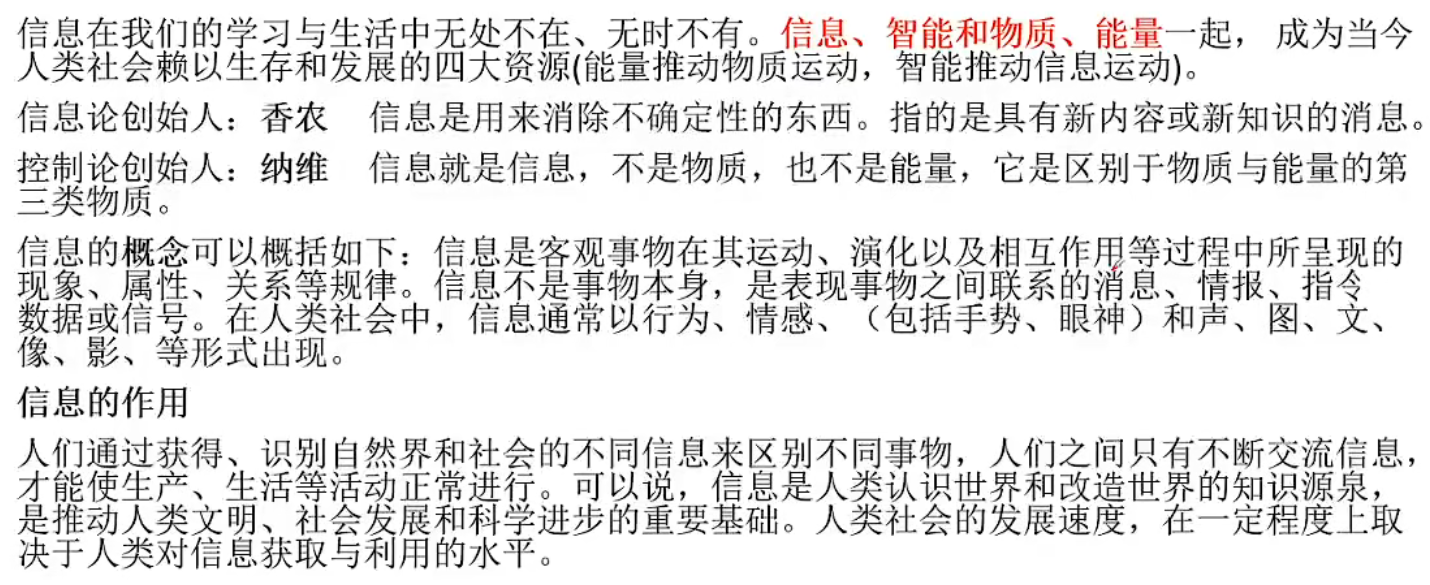 信息在我们的学习与生活中无处不在、无时不有。信息、智能和物质、能量一起， 成为当今
人类社会赖以生存和发展的四大资源(能量推动物质运动，智能推动信息运动)。
信息论创始人：香农 信息是用来消除不确定性的东西。指的是具有新内容或新知识的消息。
控制论创始人：纳维 信息就是信息，不是物质，也不是能量，它是区别于物质与能量的第
三类物质。
信息的概念可以概括如下：信息是客观事物在其运动、演化以及相互作用等过程中所呈现的
现象、属性、关系等规律。信息不是事物本身，是表现事物之间联系的消息、情报、指令
数据或信号。在人类社会中，信息通常以行为、情感、（包括手势、眼神）和声、图、文、
像、影、等形式出现。
信息的作用
人们通过获得、识别自然界和社会的不同信息来区别不同事物，人们之间只有不断交流信息，
才能使生产、生活等活动正常进行。可以说，信息是人类认识世界和改造世界的知识源泉，
是推动人类文明、社会发展和科学进步的重要基础。人类社会的发展速度，在一定程度上取
决于人类对信息获取与利用的水平。